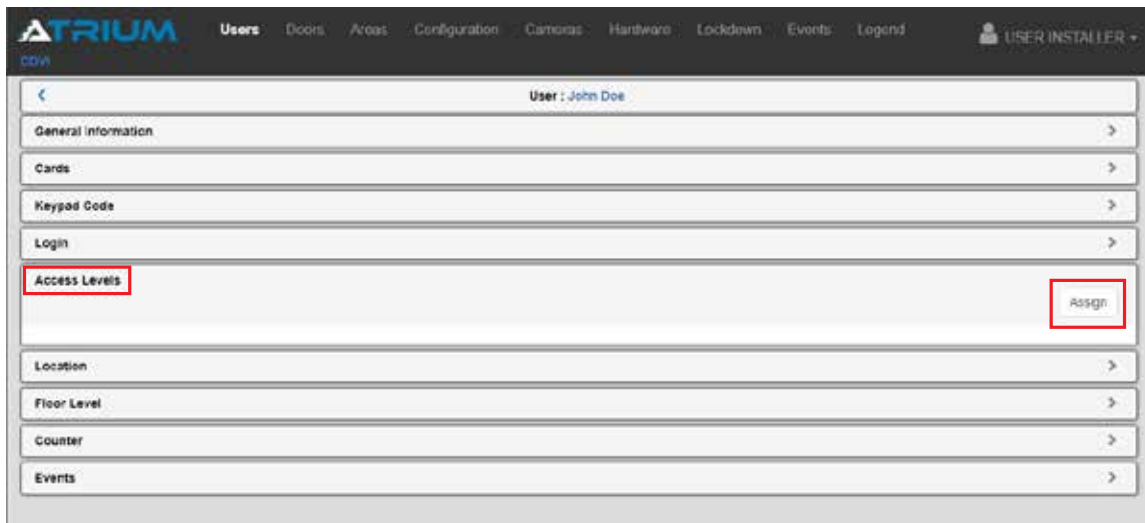 ATRIUM
CDVI
Users Doors Areas Configuration Cameras Hardware Lockdown Events Legend USER INSTALLER
User : John Doe
General Information
Cards
Keypad Code
Login
Access Levels
Assign
Location
Floor Level
Counter
Events